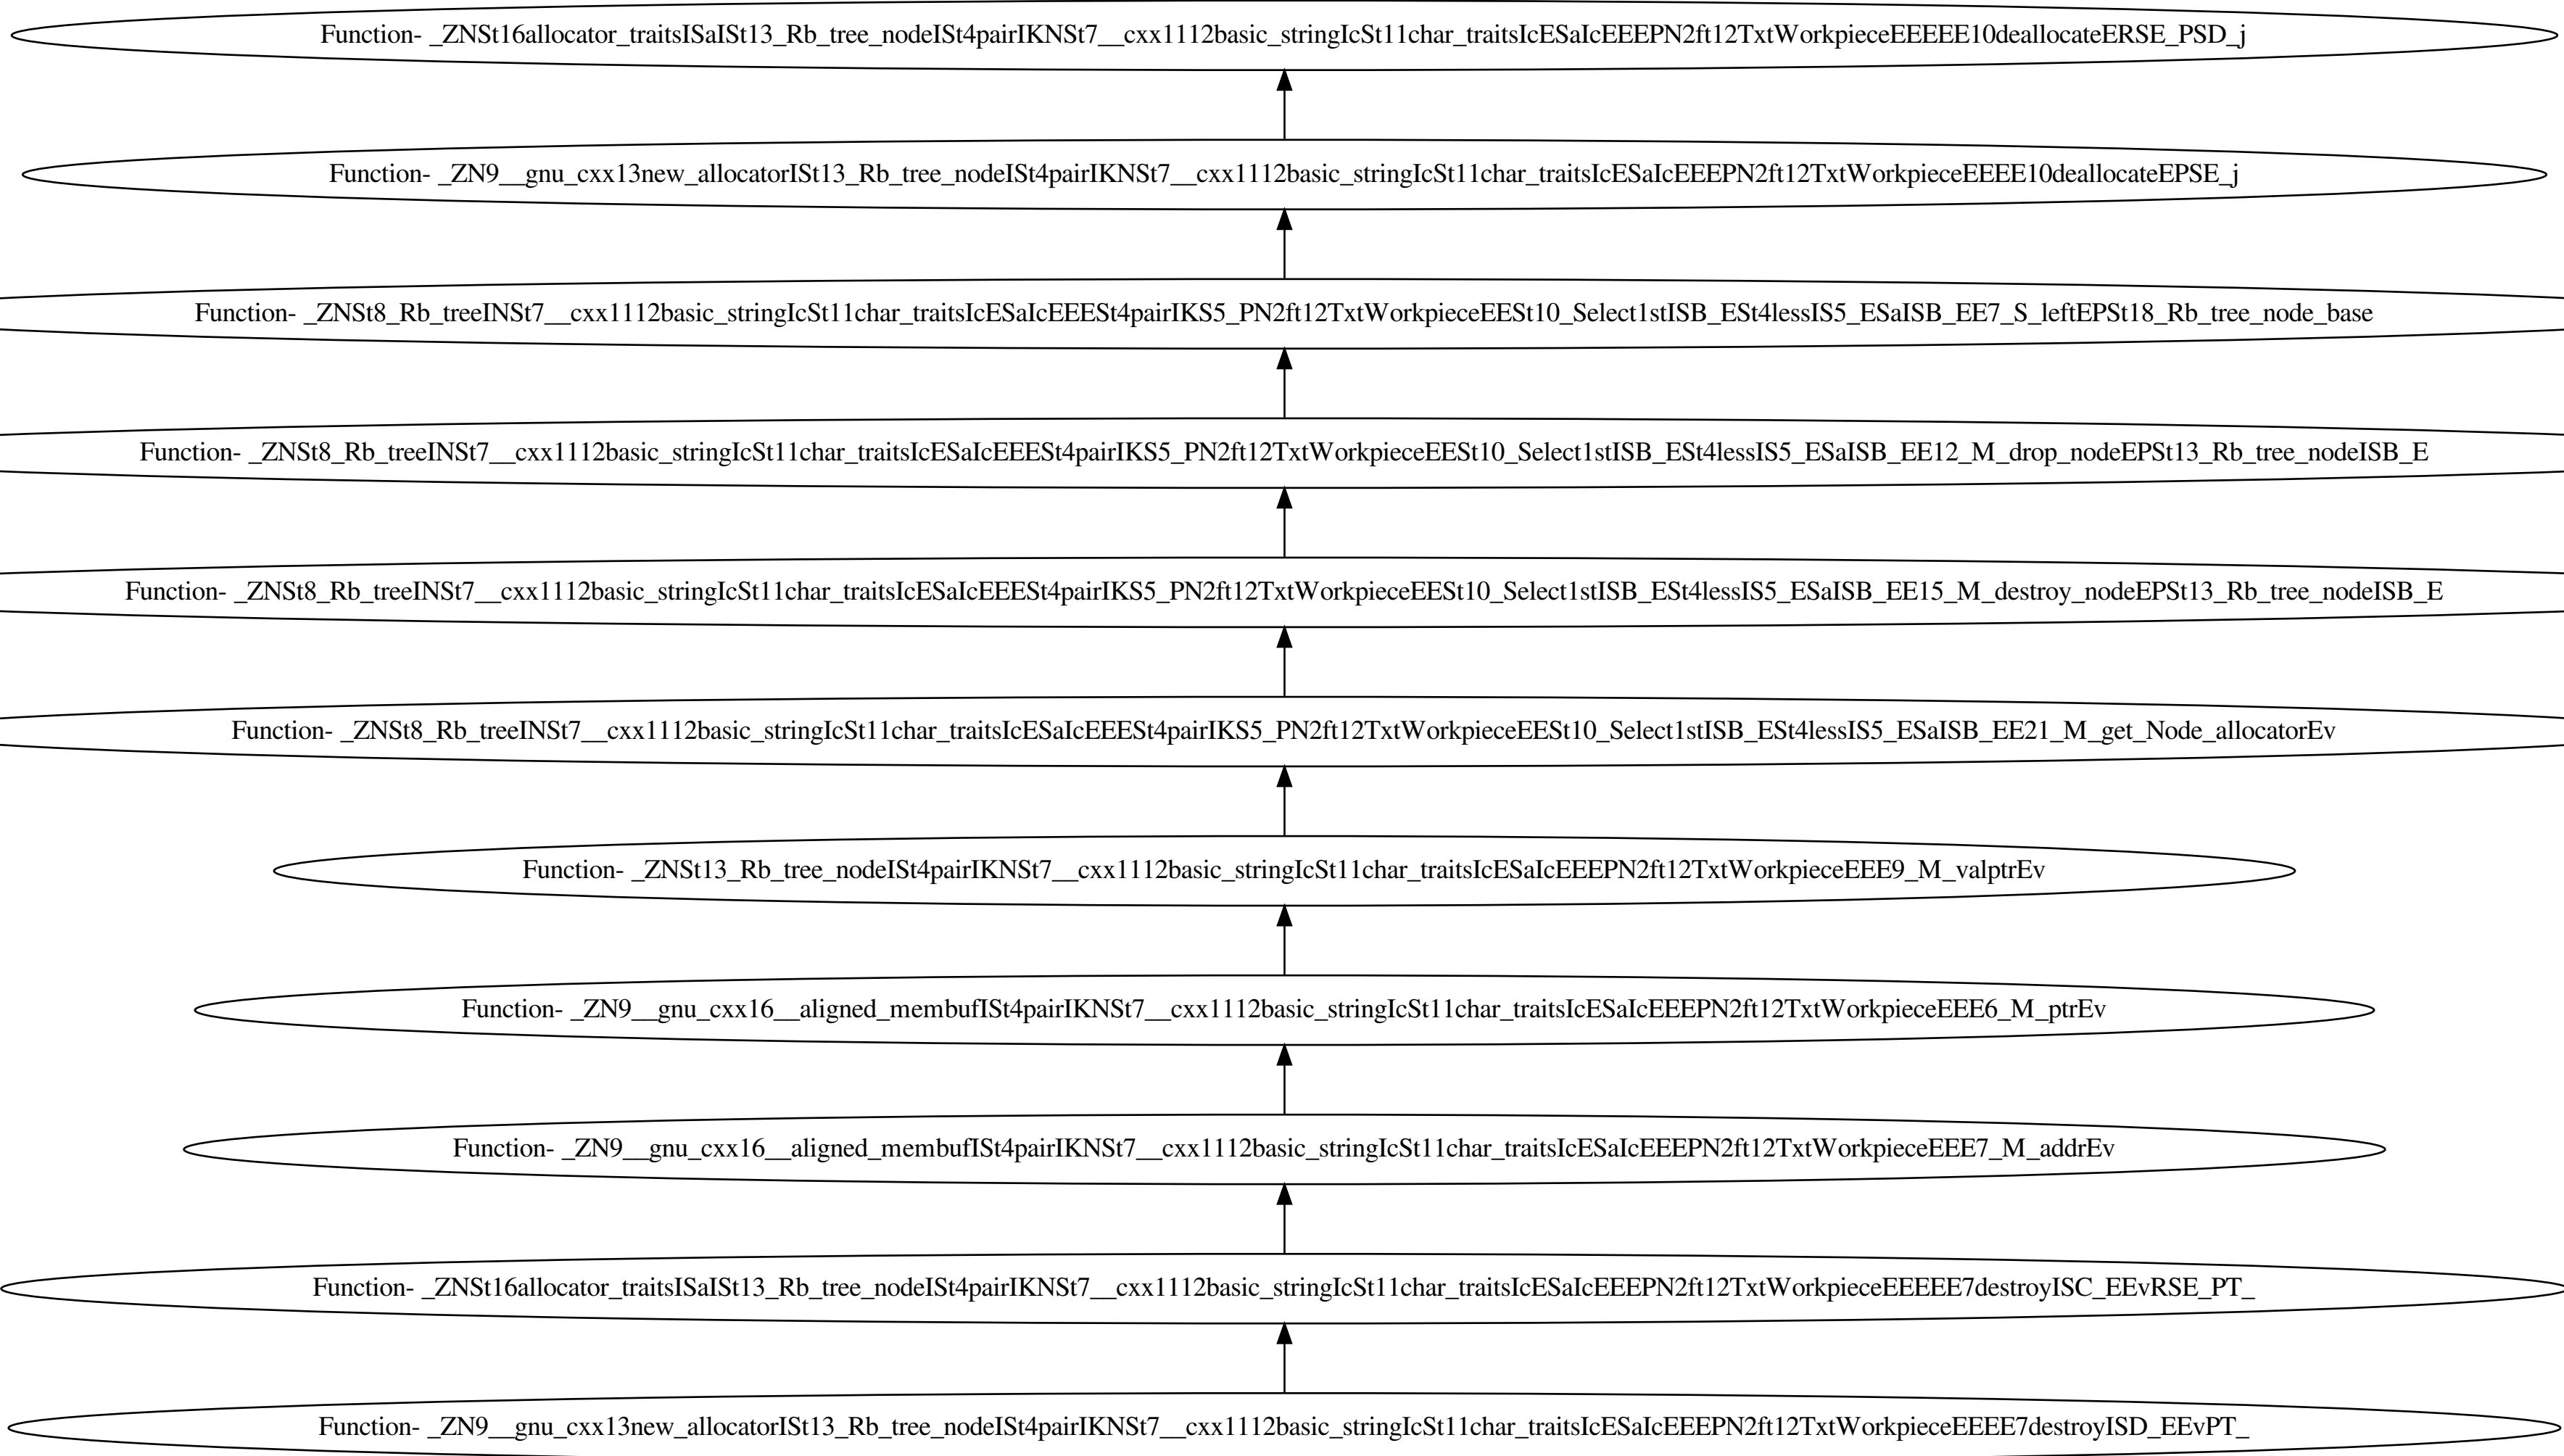 Function- _ZNSt16allocator_traitsISaISt13_Rb_tree_nodeISt4pairIKNSt7__cxx1112basic_stringIcSt11char_traitsIcESaIcEEEPN2ft12TxtWorkpieceEEEEE10deallocateERSE_PSD_j
Function- _ZN9__gnu_cxx13new_allocatorISt13_Rb_tree_nodeISt4pairIKNSt7__cxx1112basic_stringIcSt11char_traitsIcESaIcEEEPN2ft12TxtWorkpieceEEEE10deallocateEPSE_j
Function- _ZNSt8_Rb_treeINSt7__cxx1112basic_stringIcSt11char_traitsIcESaIcEEESt4pairIKS5_PN2ft12TxtWorkpieceEESt10_Select1stISB_ESt4lessIS5_ESaISB_EE7_S_leftEPSt18_Rb_tree_node_base
Function- _ZNSt8_Rb_treeINSt7__cxx1112basic_stringIcSt11char_traitsIcESaIcEEESt4pairIKS5_PN2ft12TxtWorkpieceEESt10_Select1stISB_ESt4lessIS5_ESaISB_EE12_M_drop_nodeEPSt13_Rb_tree_nodeISB_E
Function- _ZNSt8_Rb_treeINSt7__cxx1112basic_stringIcSt11char_traitsIcESaIcEEESt4pairIKS5_PN2ft12TxtWorkpieceEESt10_Select1stISB_ESt4lessIS5_ESaISB_EE15_M_destroy_nodeEPSt13_Rb_tree_nodeISB_E
Function- _ZNSt8_Rb_treeINSt7__cxx1112basic_stringIcSt11char_traitsIcESaIcEEESt4pairIKS5_PN2ft12TxtWorkpieceEESt10_Select1stISB_ESt4lessIS5_ESaISB_EE21_M_get_Node_allocatorEv
Function- _ZNSt13_Rb_tree_nodeISt4pairIKNSt7__cxx1112basic_stringIcSt11char_traitsIcESaIcEEEPN2ft12TxtWorkpieceEEE9_M_valptrEv
Function- _ZN9__gnu_cxx16__aligned_membufISt4pairIKNSt7__cxx1112basic_stringIcSt11char_traitsIcESaIcEEEPN2ft12TxtWorkpieceEEE6_M_ptrEv
Function- _ZN9__gnu_cxx16__aligned_membufISt4pairIKNSt7__cxx1112basic_stringIcSt11char_traitsIcESaIcEEEPN2ft12TxtWorkpieceEEE7_M_addrEv
Function- _ZNSt16allocator_traitsISaISt13_Rb_tree_nodeISt4pairIKNSt7__cxx1112basic_stringIcSt11char_traitsIcESaIcEEEPN2ft12TxtWorkpieceEEEEE7destroyISC_EEvRSE_PT_
Function- _ZN9__gnu_cxx13new_allocatorISt13_Rb_tree_nodeISt4pairIKNSt7__cxx1112basic_stringIcSt11char_traitsIcESaIcEEEPN2ft12TxtWorkpieceEEEE7destroyISD_EEvPT_